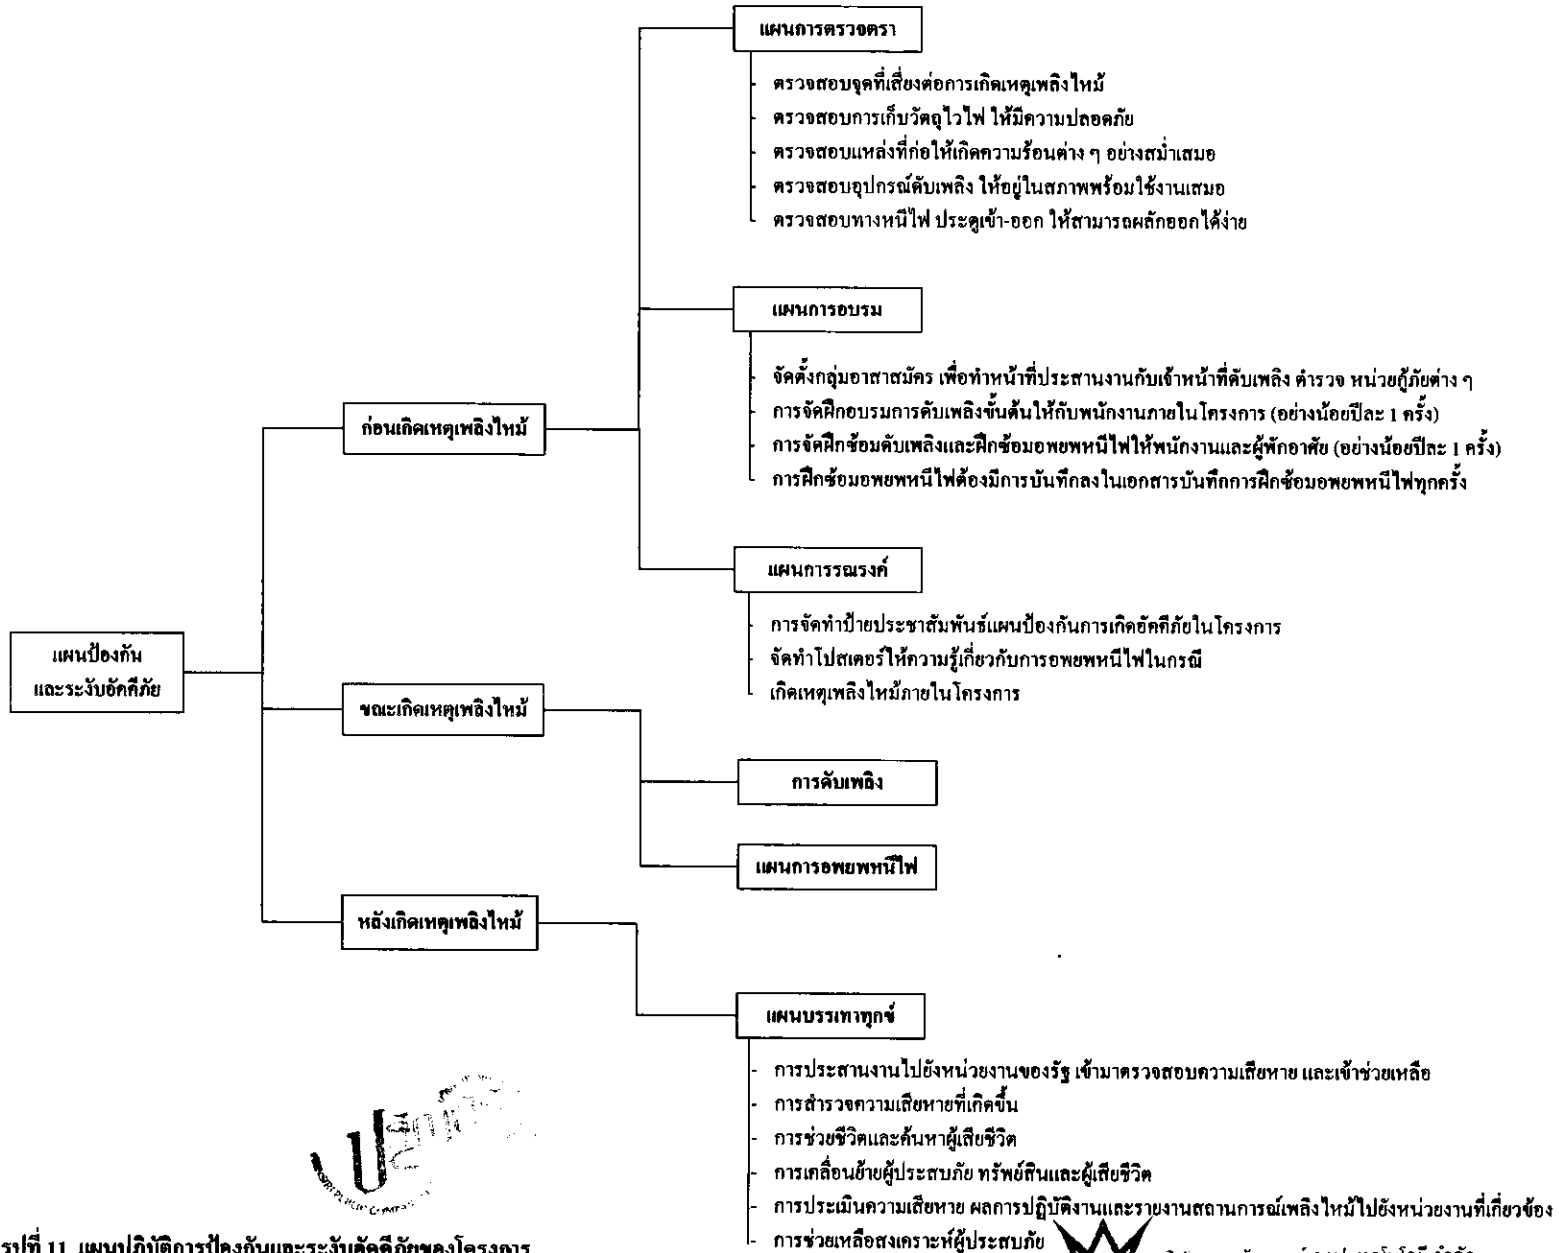 แผนการตรวจตรา
- ตรวจสอบจุดที่เสี่ยงต่อการเกิดเหตุเพลิงไหม้
- ตรวจสอบการเก็บวัตถุไวไฟ ให้มีความปลอดภัย
- ตรวจสอบแหล่งที่ก่อให้เกิดความร้อนต่าง ๆ อย่างสม่ำเสมอ
- ตรวจสอบอุปกรณ์ดับเพลิง ให้อยู่ในสภาพพร้อมใช้งานเสมอ
- ตรวจสอบทางหนีไฟ ประตูเข้า-ออก ให้สามารถผลักออกได้ง่าย
แผนการอบรม
- จัดตั้งกลุ่มอาสาสมัคร เพื่อทำหน้าที่ประสานงานกับเจ้าหน้าที่ดับเพลิง ตำรวจ หน่วยกู้ภัยต่าง ๆ
- การจัดฝึกอบรมการดับเพลิงขั้นต้นให้กับพนักงานภายในโครงการ (อย่างน้อยปีละ 1 ครั้ง)
- การจัดฝึกซ้อมดับเพลิงและฝึกซ้อมอพยพหนีไฟให้พนักงานและผู้พักอาศัย (อย่างน้อยปีละ 1 ครั้ง)
- การฝึกซ้อมอพยพหนีไฟต้องมีการบันทึกลงในเอกสารบันทึกการฝึกซ้อมอพยพหนีไฟทุกครั้ง
ก่อนเกิดเหตุเพลิงไหม้
แผนการรณรงค์
- การจัดทำป้ายประชาสัมพันธ์แผนป้องกันการเกิดอัคคีภัยในโครงการ
- จัดทำโปสเตอร์ให้ความรู้เกี่ยวกับการอพยพหนีไฟในกรณี
- เกิดเหตุเพลิงไหม้ภายในโครงการ
แผนป้องกัน
และระงับอัคคีภัย
ขณะเกิดเหตุเพลิงไหม้
การดับเพลิง
แผนการอพยพหนีไฟ
หลังเกิดเหตุเพลิงไหม้
แผนบรรเทาทุกข์
- การประสานงานไปยังหน่วยงานของรัฐ เข้ามาตรวจสอบความเสียหาย และเข้าช่วยเหลือ
- การสำรวจความเสียหายที่เกิดขึ้น
- การช่วยชีวิตและค้นหาผู้เสียชีวิต
- การเคลื่อนย้ายผู้ประสบภัย ทรัพย์สินและผู้เสียชีวิต
- การประเมินความเสียหาย ผลการปฏิบัติงานและรายงานสถานการณ์เพลิงไหม้ไปยังหน่วยงานที่เกี่ยวข้อง
- การช่วยเหลือสงเคราะห์ผู้ประสบภัย
รูปที่ 11 แผนปฏิบัติการป้องกันและระงับอัคคีภัยของโครงการ